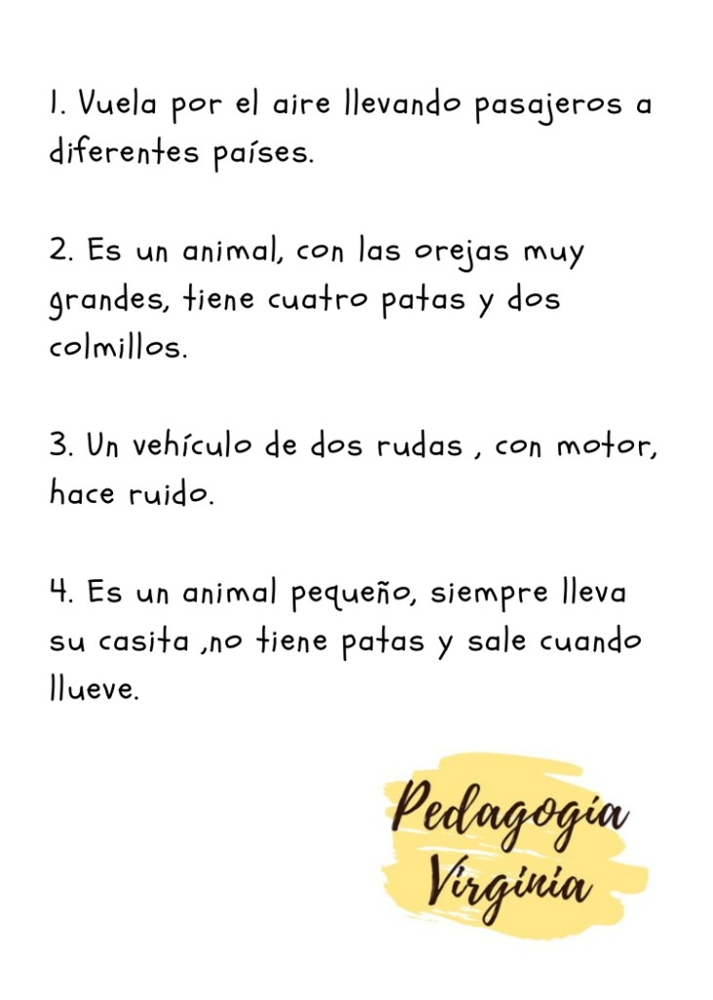 1. Vuela por el aire llevando pasajeros a
diferentes países.
2. Es un animal, con las orejas muy
grandes, tiene cuatro patas y dos
colmillos.
3. Un vehículo de dos rudas , con motor,
hace ruido.
4. Es un animal pequeño, siempre lleva
su casita ,no tiene patas y sale cuando
llueve.
Pedagogía
Virginia